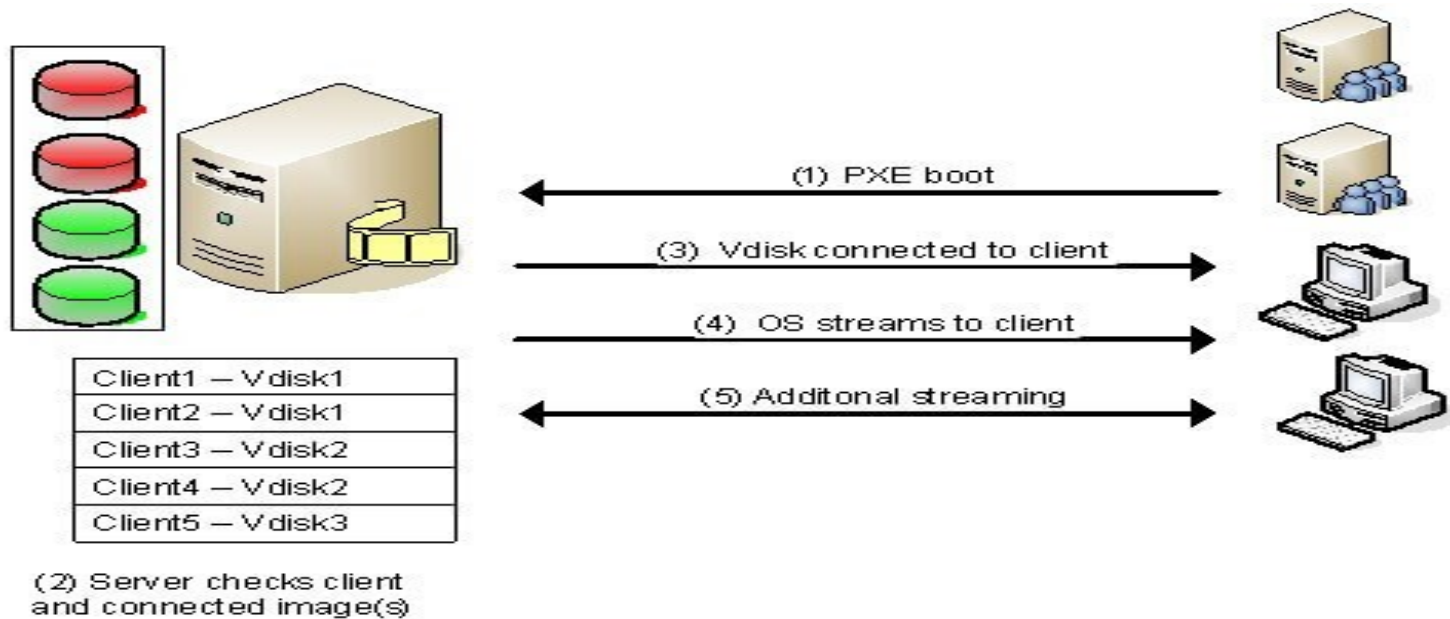 (1) PXE boot
(3) Vdisk connected to client
(4) OS streams to client
(5) Additonal streaming
Client1 – Vdisk1
Client2 – Vdisk1
Client3 – Vdisk2
Client4 – Vdisk2
Client5 – Vdisk3
(2) Server checks client
and connected image(s)